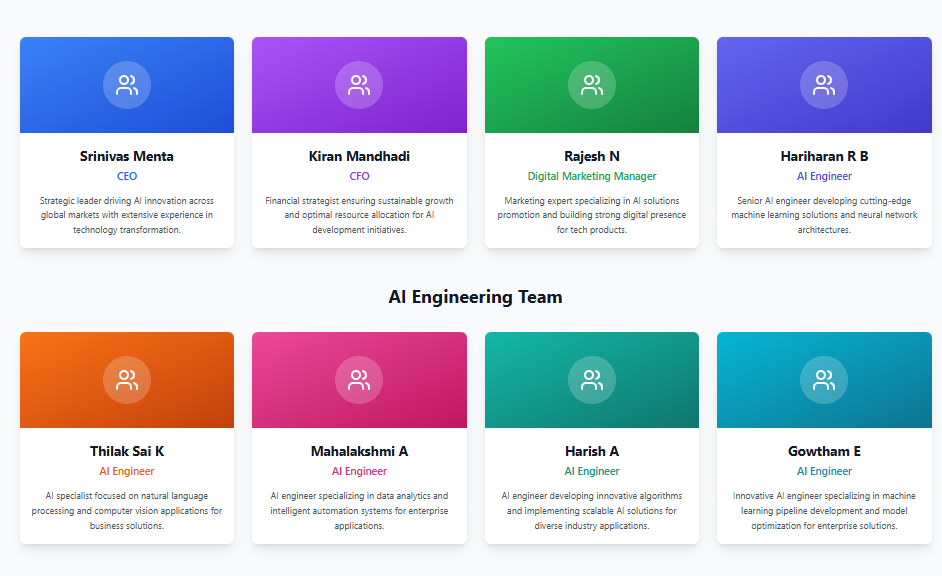 Srinivas Menta
CEO
Strategic leader driving AI innovation across
global markets with extensive experience in
technology transformation.
Kiran Mandhadi
CFO
Financial strategist ensuring sustainable growth
and optimal resource allocation for AI
development initiatives.
Rajesh N
Digital Marketing Manager
Marketing expert specializing in AI solutions
promotion and building strong digital presence
for tech products.
Hariharan R B
AI Engineer
Senior AI engineer developing cutting-edge
machine learning solutions and neural network
architectures.
AI Engineering Team
Thilak Sai K
AI Engineer
AI specialist focused on natural language
processing and computer vision applications for
business solutions.
Mahalakshmi A
AI Engineer
AI engineer specializing in data analytics and
intelligent automation systems for enterprise
applications.
Harish A
AI Engineer
AI engineer developing innovative algorithms
and implementing scalable AI solutions for
diverse industry applications.
Gowtham E
AI Engineer
Innovative AI engineer specializing in machine
learning pipeline development and model
optimization for enterprise solutions.